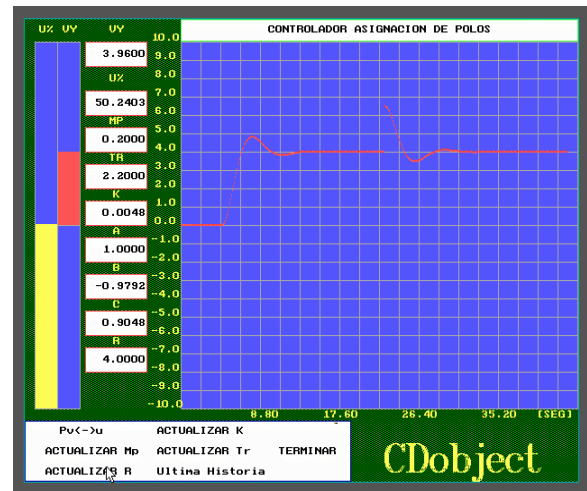 U% VY VY CONTROLADOR ASIGNACION DE POLOS
10.0
3.9600
9.0
8.0
U%
7.0
50.2403
6.0
MP
5.0
0.2000
4.0
TR
3.0
2.2000
2.0
K
1.0
0.0048
0.0
A
-1.0
1.0000
-2.0
B
-3.0
-0.9792
-4.0
C
-5.0
0.9048
-6.0
R
-7.0
4.0000
-8.0
-9.0
-10.0
8.80 17.60 26.40 35.20 [SEG]
Pv<->u ACTUALIZAR K
ACTUALIZAR Mp ACTUALIZAR Tr TERMINAR
ACTUALIZAR R Ultima Historia
CDobject